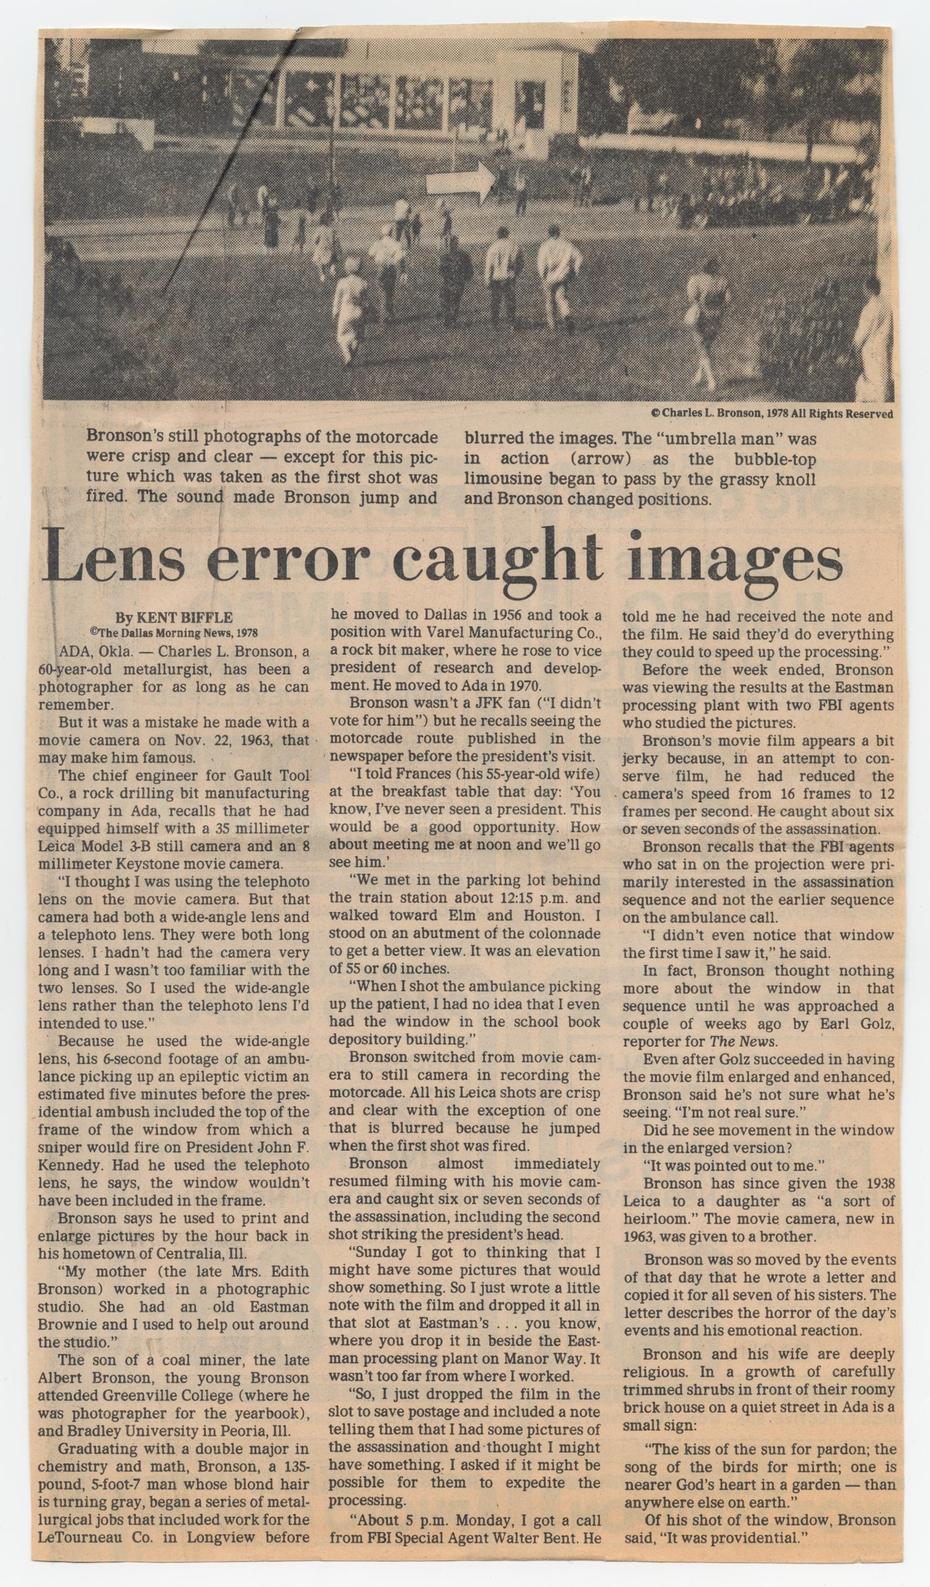 © Charles L. Bronson, 1978 All Rights Reserved
Bronson's still photographs of the motorcade
were crisp and clear — except for this pic-
ture which was taken as the first shot was
fired. The sound made Bronson jump and
blurred the images. The "umbrella man" was
in action (arrow) as the bubble-top
limousine began to pass by the grassy knoll
and Bronson changed positions.
Lens error caught images
By KENT BIFFLE
©The Dallas Morning News, 1978
ADA, Okla. — Charles L. Bronson, a
60-year-old metallurgist, has been a
photographer for as long as he can
remember.
But it was a mistake he made with a
movie camera on Nov. 22, 1963, that
may make him famous.
The chief engineer for Gault Tool
Co., a rock drilling bit manufacturing
company in Ada, recalls that he had
equipped himself with a 35 millimeter
Leica Model 3-B still camera and an 8
millimeter Keystone movie camera.
"I thought I was using the telephoto
lens on the movie camera. But that
camera had both a wide-angle lens and
a telephoto lens. They were both long
lenses. I hadn't had the camera very
long and I wasn't too familiar with the
two lenses. So I used the wide-angle
lens rather than the telephoto lens I'd
intended to use."
Because he used the wide-angle
lens, his 6-second footage of an ambu-
lance picking up an epileptic victim an
estimated five minutes before the pres-
idential ambush included the top of the
frame of the window from which a
sniper would fire on President John F.
Kennedy. Had he used the telephoto
lens, he says, the window wouldn't
have been included in the frame.
Bronson says he used to print and
enlarge pictures by the hour back in
his hometown of Centralia, Ill.
"My mother (the late Mrs. Edith
Bronson) worked in a photographic
studio. She had an old Eastman
Brownie and I used to help out around
the studio."
The son of a coal miner, the late
Albert Bronson, the young Bronson
attended Greenville College (where he
was photographer for the yearbook),
and Bradley University in Peoria, Ill.
Graduating with a double major in
chemistry and math, Bronson, a 135-
pound, 5-foot-7 man whose blond hair
is turning gray, began a series of metal-
lurgical jobs that included work for the
LeTourneau Co. in Longview before
he moved to Dallas in 1956 and took a
position with Varel Manufacturing Co.,
a rock bit maker, where he rose to vice
president of research and develop-
ment. He moved to Ada in 1970.
Bronson wasn't a JFK fan ("I didn't
vote for him") but he recalls seeing the
motorcade route published in the
newspaper before the president's visit.
"I told Frances (his 55-year-old wife)
at the breakfast table that day: 'You
know, I've never seen a president. This
would be a good opportunity. How
about meeting me at noon and we'll go
see him.'
"We met in the parking lot behind
the train station about 12:15 p.m. and
walked toward Elm and Houston. I
stood on an abutment of the colonnade
to get a better view. It was an elevation
of 55 or 60 inches.
"When I shot the ambulance picking
up the patient, I had no idea that I even
had the window in the school book
depository building."
Bronson switched from movie cam-
era to still camera in recording the
motorcade. All his Leica shots are crisp
and clear with the exception of one
that is blurred because he jumped
when the first shot was fired.
Bronson almost immediately
resumed filming with his movie cam-
era and caught six or seven seconds of
the assassination, including the second
shot striking the president's head.
"Sunday I got to thinking that I
might have some pictures that would
show something. So I just wrote a little
note with the film and dropped it all in
that slot at Eastman's . . . you know,
where you drop it in beside the East-
man processing plant on Manor Way. It
wasn't too far from where I worked.
"So, I just dropped the film in the
slot to save postage and included a note
telling them that I had some pictures of
the assassination and thought I might
have something. I asked if it might be
possible for them to expedite the
processing.
"About 5 p.m. Monday, I got a call
from FBI Special Agent Walter Bent. He
told me he had received the note and
the film. He said they'd do everything
they could to speed up the processing."
Before the week ended, Bronson
was viewing the results at the Eastman
processing plant with two FBI agents
who studied the pictures.
Bronson's movie film appears a bit
jerky because, in an attempt to con-
serve film, he had reduced the
camera's speed from 16 frames to 12
frames per second. He caught about six
or seven seconds of the assassination.
Bronson recalls that the FBI agents
who sat in on the projection were pri-
marily interested in the assassination
sequence and not the earlier sequence
on the ambulance call.
"I didn't even notice that window
the first time I saw it," he said.
In fact, Bronson thought nothing
more about the window in that
sequence until he was approached a
couple of weeks ago by Earl Golz,
reporter for The News.
Even after Golz succeeded in having
the movie film enlarged and enhanced,
Bronson said he's not sure what he's
seeing. "I'm not real sure."
Did he see movement in the window
in the enlarged version?
"It was pointed out to me."
Bronson has since given the 1938
Leica to a daughter as "a sort of
heirloom." The movie camera, new in
1963, was given to a brother.
Bronson was so moved by the events
of that day that he wrote a letter and
copied it for all seven of his sisters. The
letter describes the horror of the day's
events and his emotional reaction.
Bronson and his wife are deeply
religious. In a growth of carefully
trimmed shrubs in front of their roomy
brick house on a quiet street in Ada is a
small sign:
"The kiss of the sun for pardon; the
song of the birds for mirth; one is
nearer God's heart in a garden — than
anywhere else on earth."
Of his shot of the window, Bronson
said, "It was providential."